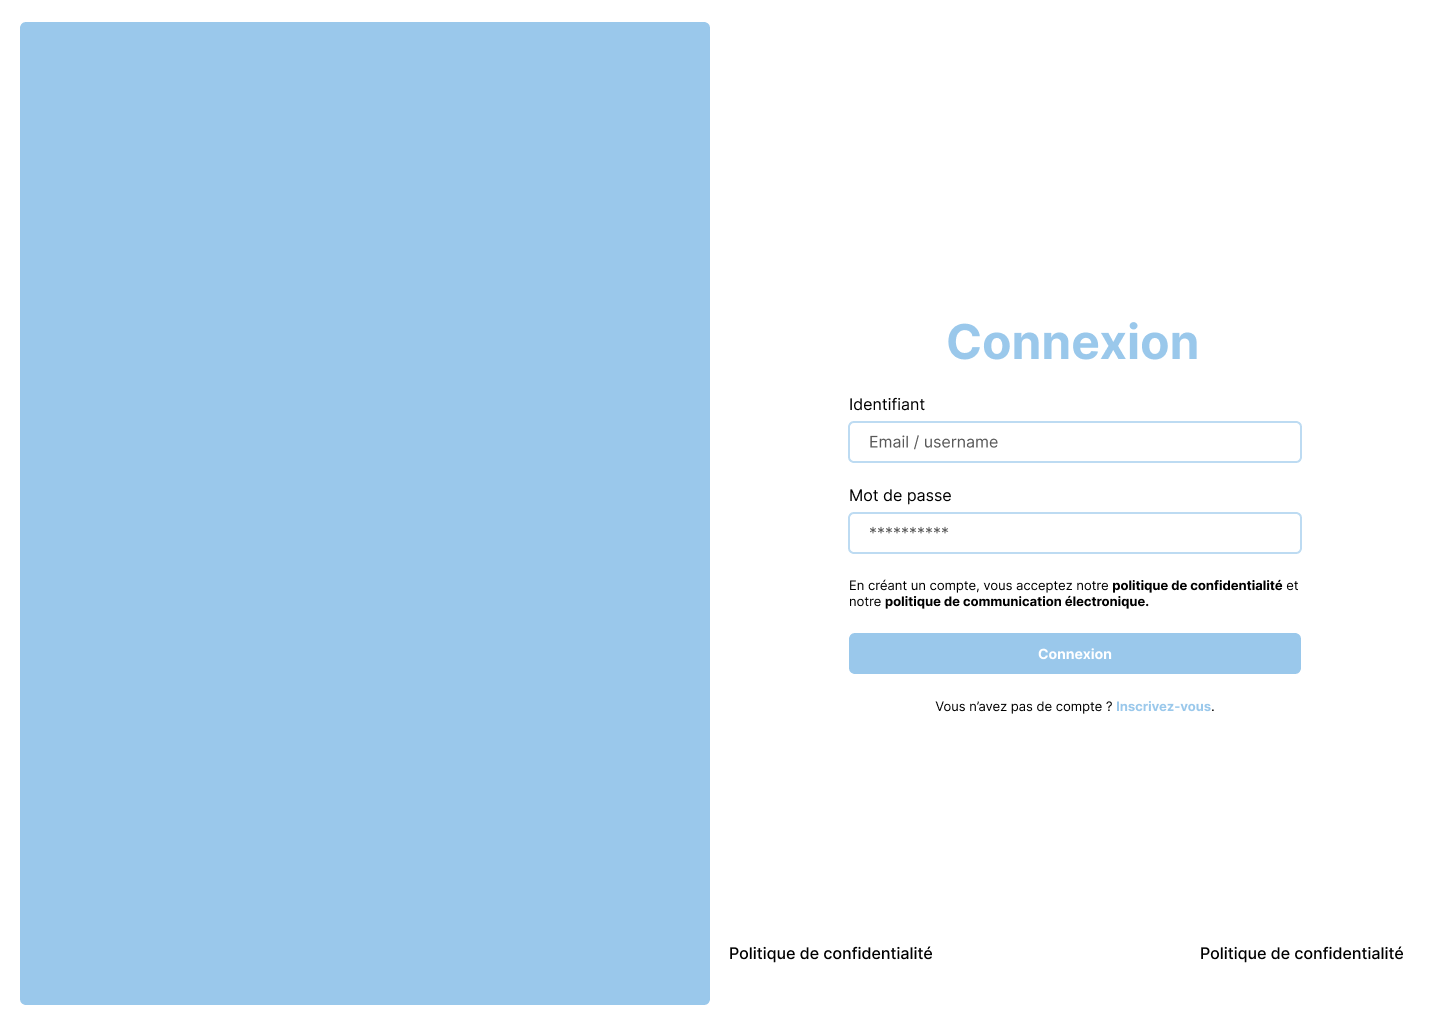 Connexion
Identifiant
Email / username
Mot de passe
**********
En créant un compte, vous acceptez notre politique de confidentialité et
notre politique de communication électronique.
Connexion
Vous n’avez pas de compte ? Inscrivez-vous.
Politique de confidentialité
Politique de confidentialité